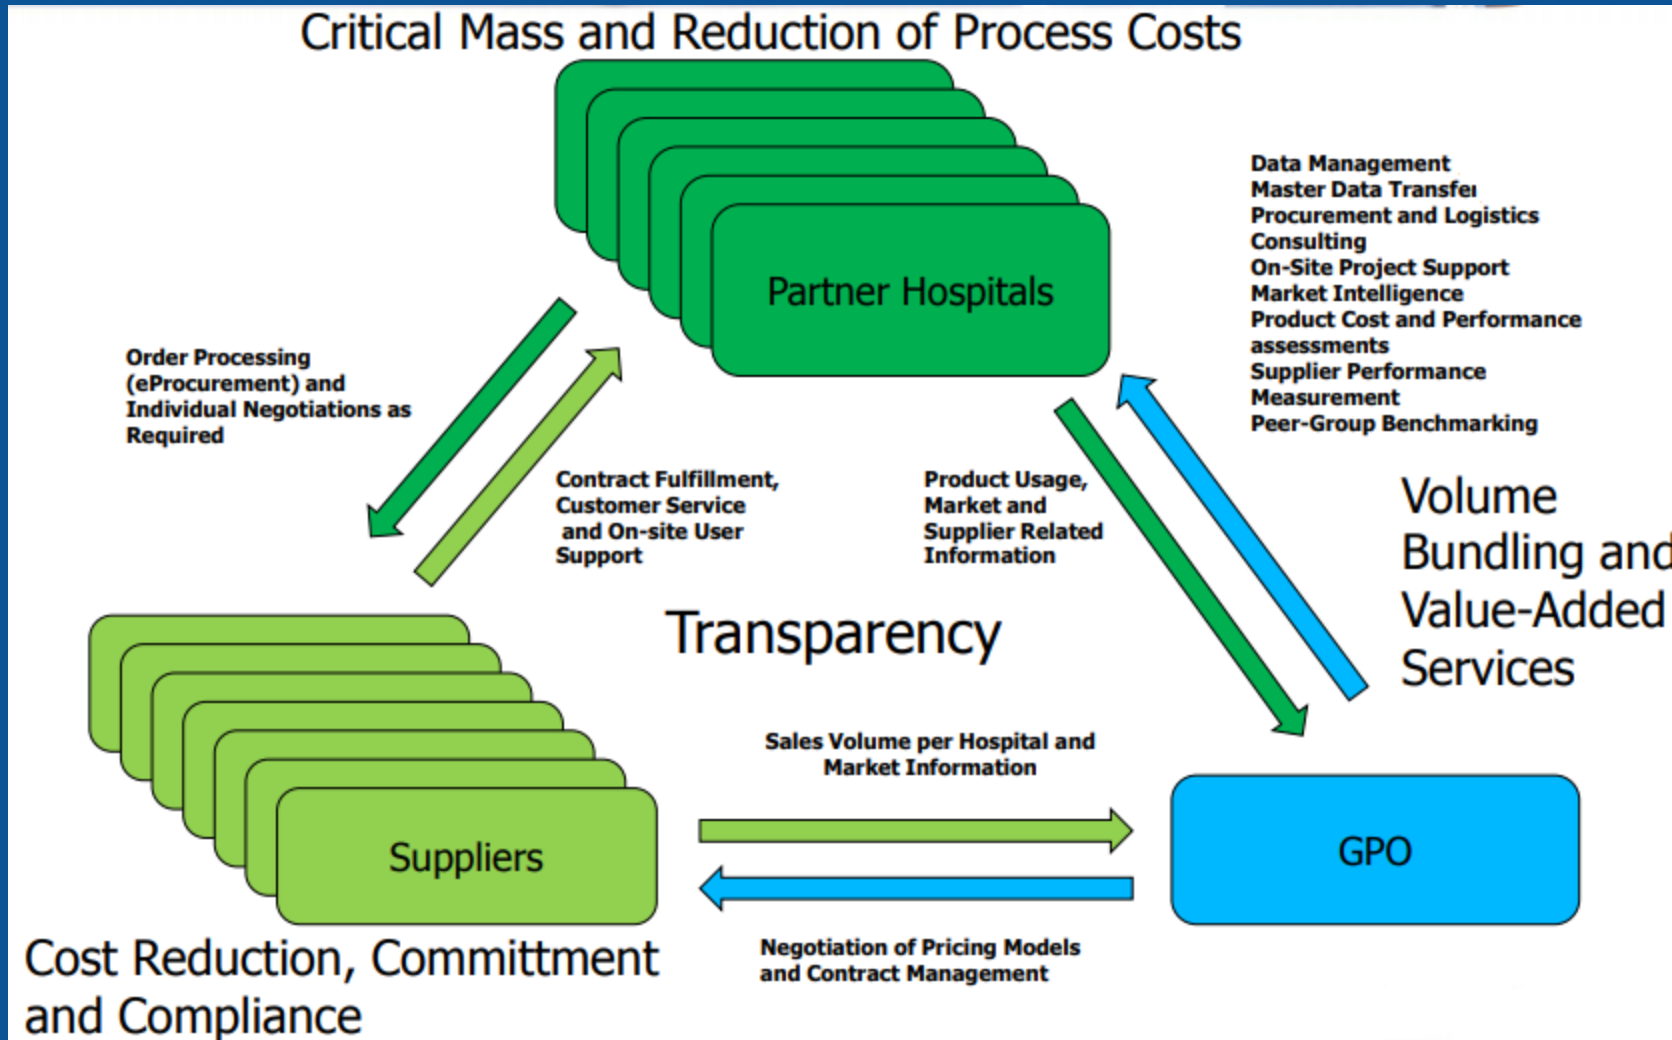 Critical Mass and Reduction of Process Costs
Partner Hospitals
Data Management
Master Data Transfer
Procurement and Logistics
Consulting
On-Site Project Support
Market Intelligence
Product Cost and Performance
assessments
Supplier Performance
Measurement
Peer-Group Benchmarking
Order Processing
(eProcurement) and
Individual Negotiations as
Required
Contract Fulfillment,
Customer Service
and On-site User
Support
Product Usage,
Market and
Supplier Related
Information
Volume
Bundling and
Value-Added
Services
Transparency
Sales Volume per Hospital and
Market Information
Suppliers
GPO
Negotiation of Pricing Models
and Contract Management
Cost Reduction, Committment
and Compliance